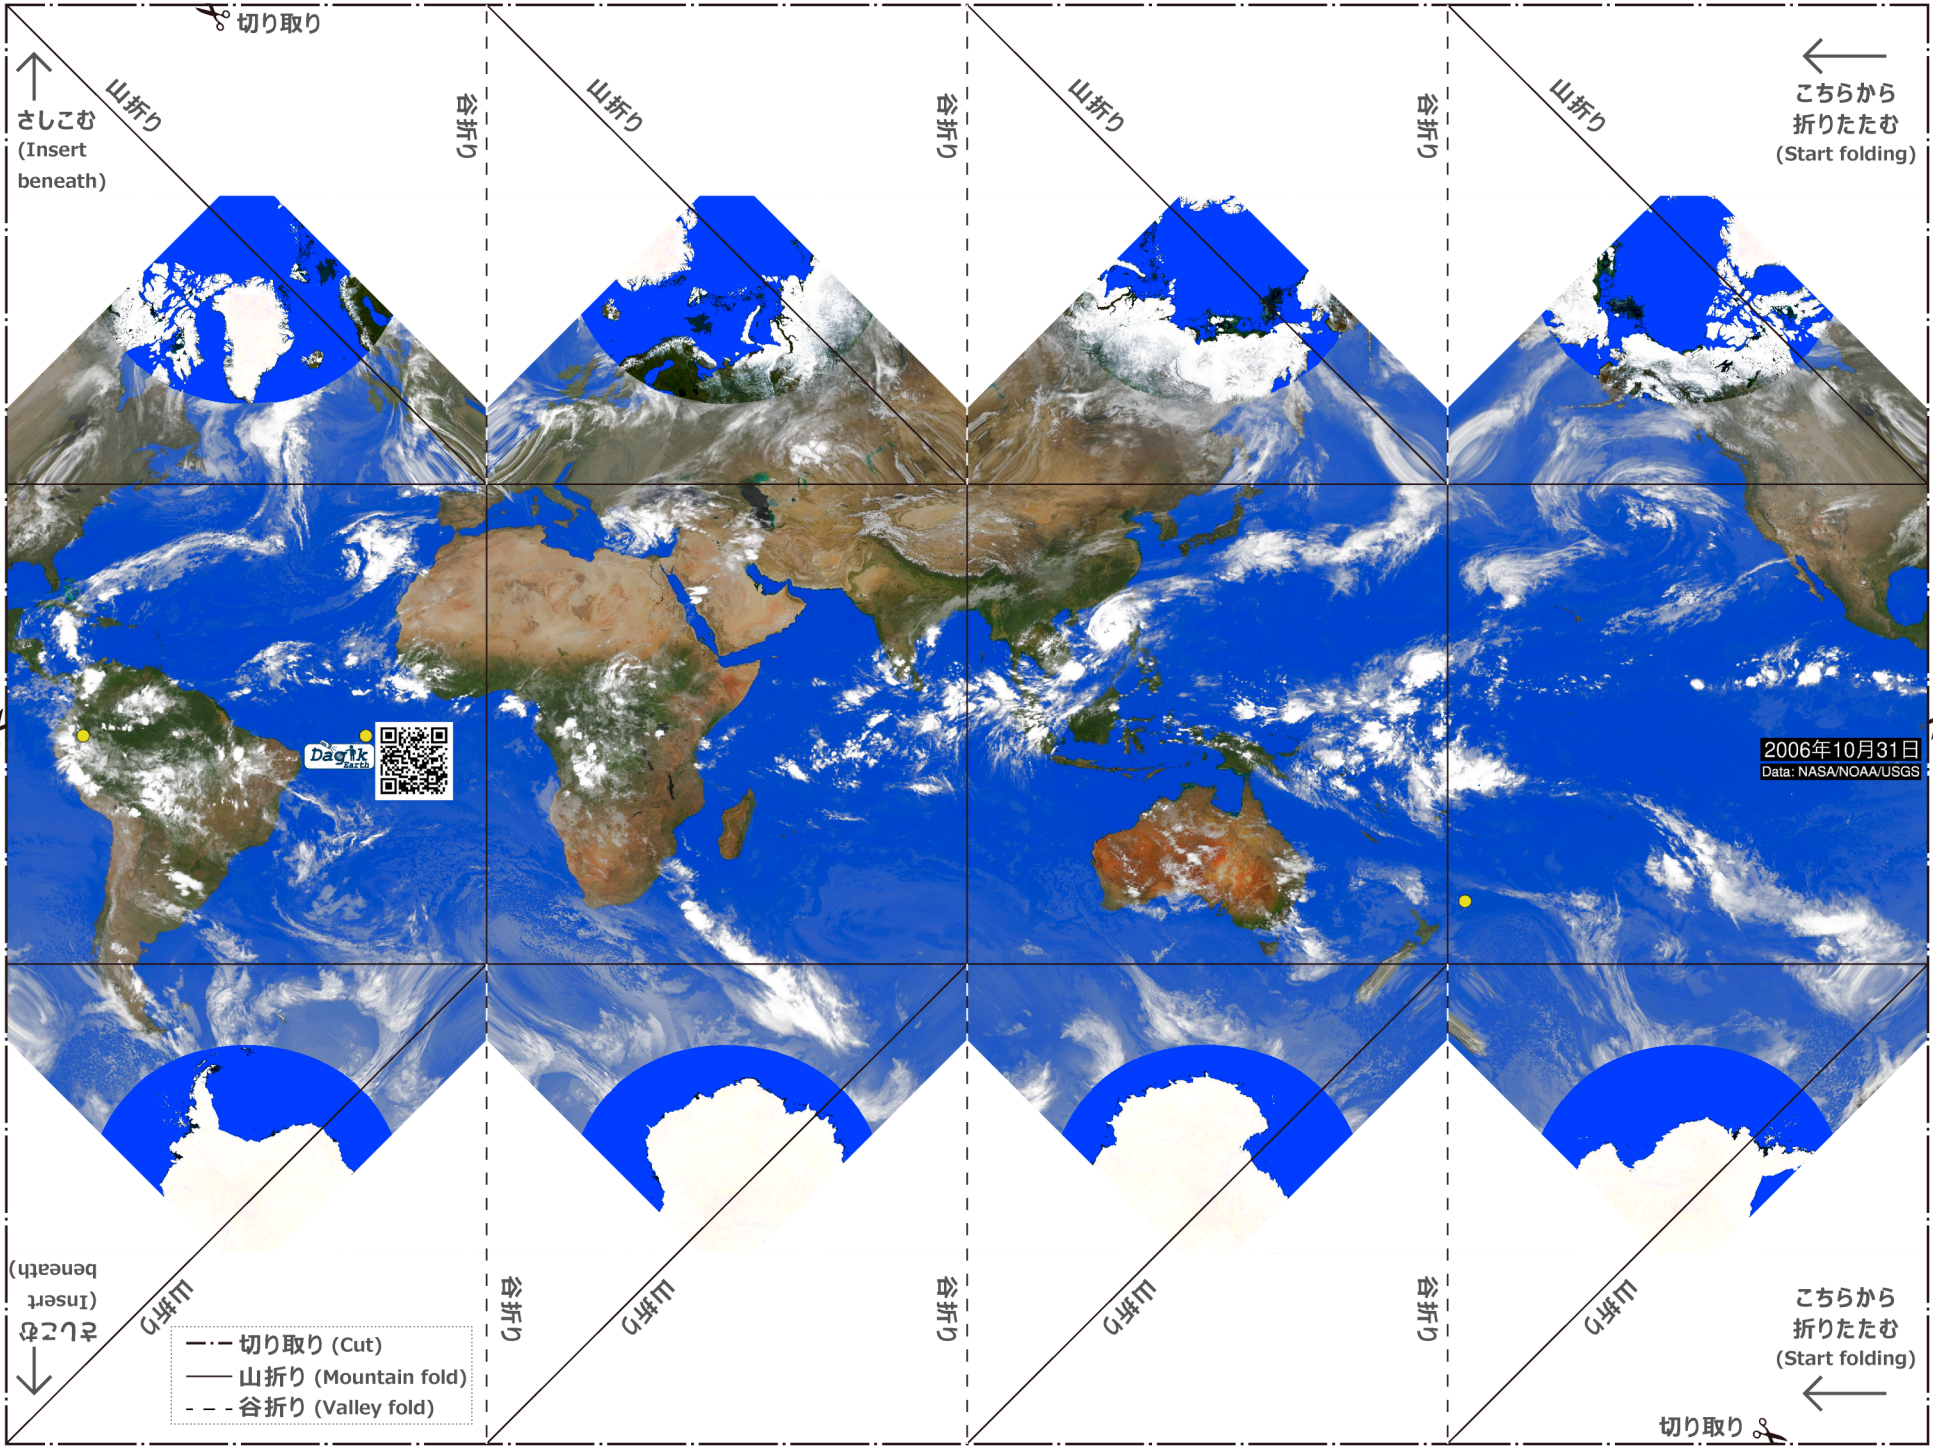 切り取り
山折り
谷折り
山折り
谷折り
山折り
谷折り
山折り
さしこむ
(Insert
beneath)
こちらから
折りたたむ
(Start folding)
Dagik
Earth
2006年10月31日
Data: NASA/NOAA/USGS
さしこむ
(Insert
beneath)
山折り
谷折り
山折り
谷折り
山折り
谷折り
山折り
こちらから
折りたたむ
(Start folding)
切り取り (Cut)
山折り (Mountain fold)
谷折り (Valley fold)
切り取り